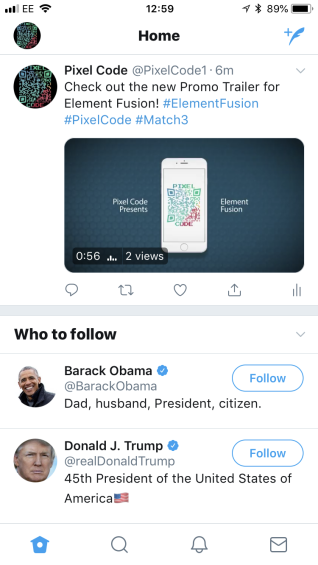 EE 12:59 89%
Home
Pixel Code @PixelCode1 · 6m
Check out the new Promo Trailer for
Element Fusion! #ElementFusion
#PixelCode #Match3
PIXEL
Pixel Code
Presents
Element
Fusion
CODE
0:56 2 views
Who to follow
Barack Obama
@BarackObama
Follow
Dad, husband, President, citizen.
Donald J. Trump
@realDonaldTrump
Follow
45th President of the United States of
America🇺🇸